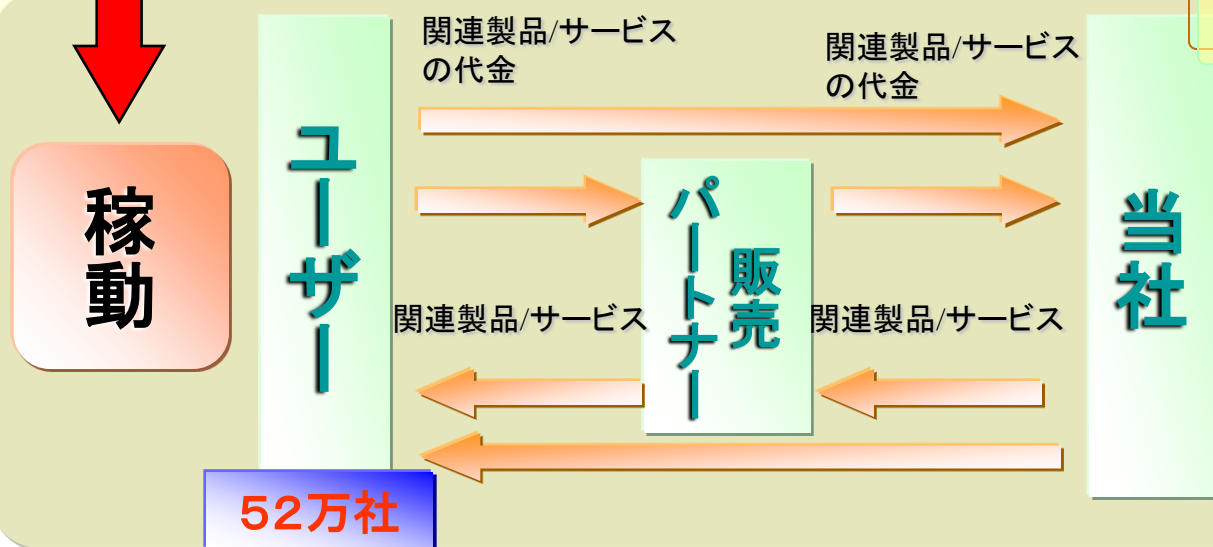 関連製品/サービス
の代金
関連製品/サービス
の代金
稼動
ユーザー
販売
パートナー
当社
関連製品/サービス
関連製品/サービス
52万社